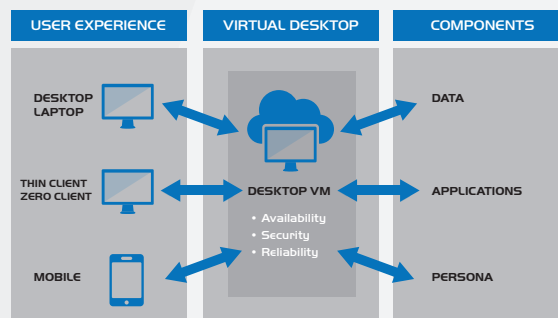 USER EXPERIENCE
DESKTOP
LAPTOP
THIN CLIENT
ZERO CLIENT
MOBILE
VIRTUAL DESKTOP
DESKTOP VM
• Availability
• Security
• Reliability
COMPONENTS
DATA
APPLICATIONS
PERSONA